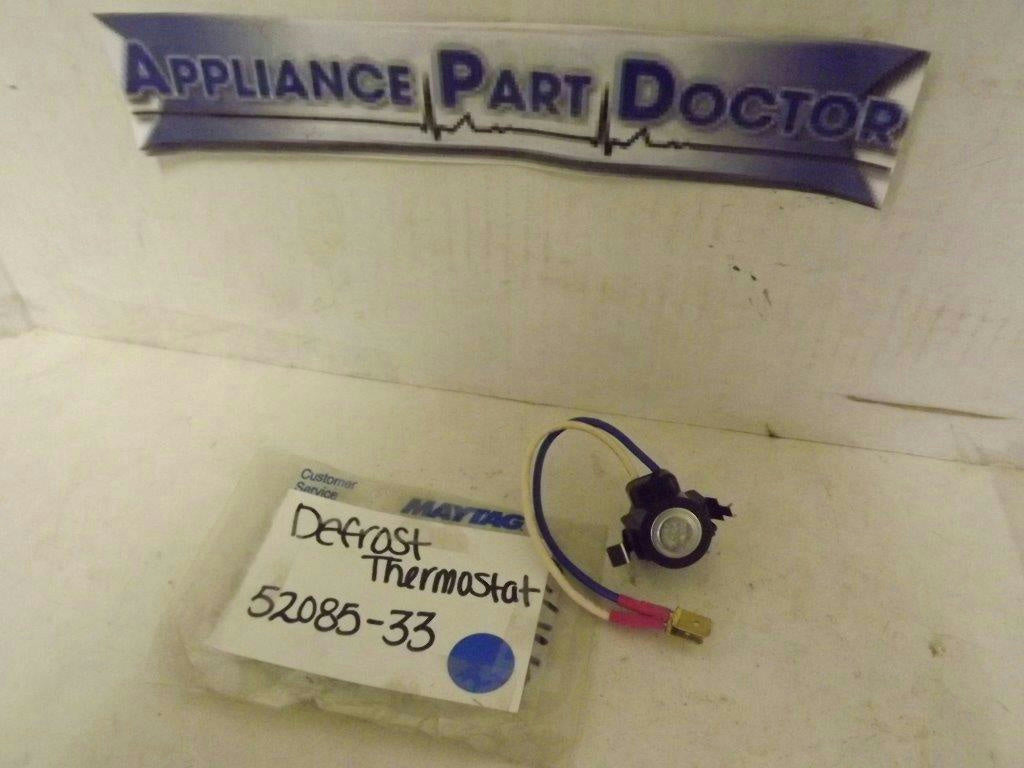 APPLIANCE PART DOCTOR
Customer
Service
MAYTAG
Defrost
Thermostat
52085-33